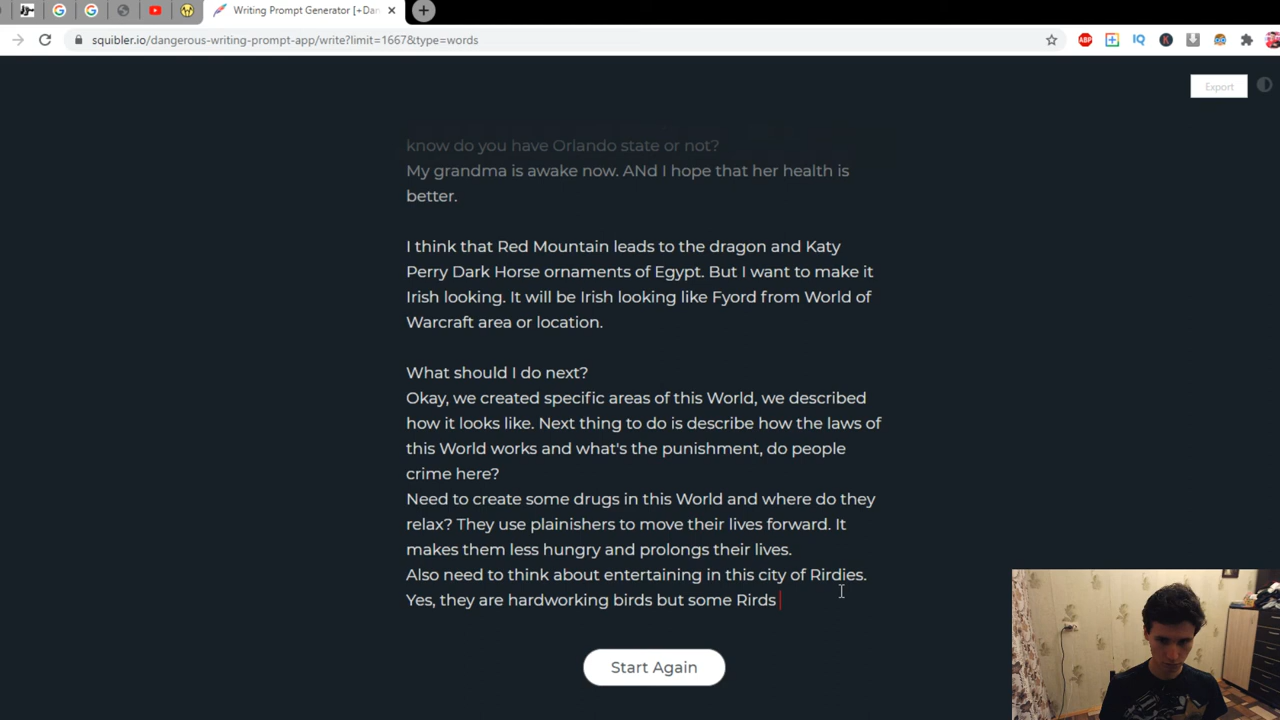 Writing Prompt Generator [+Dan
squibler.io/dangerous-writing-prompt-app/write?limit=1667&type=words
ABP
IQ
K
Export
know do you have Orlando state or not?
My grandma is awake now. ANd I hope that her health is
better.
I think that Red Mountain leads to the dragon and Katy
Perry Dark Horse ornaments of Egypt. But I want to make it
Irish looking. It will be Irish looking like Fyord from World of
Warcraft area or location.
What should I do next?
Okay, we created specific areas of this World, we described
how it looks like. Next thing to do is describe how the laws of
this World works and what's the punishment, do people
crime here?
Need to create some drugs in this World and where do they
relax? They use plainishers to move their lives forward. It
makes them less hungry and prolongs their lives.
Also need to think about entertaining in this city of Rirdies.
Yes, they are hardworking birds but some Rirds
Start Again